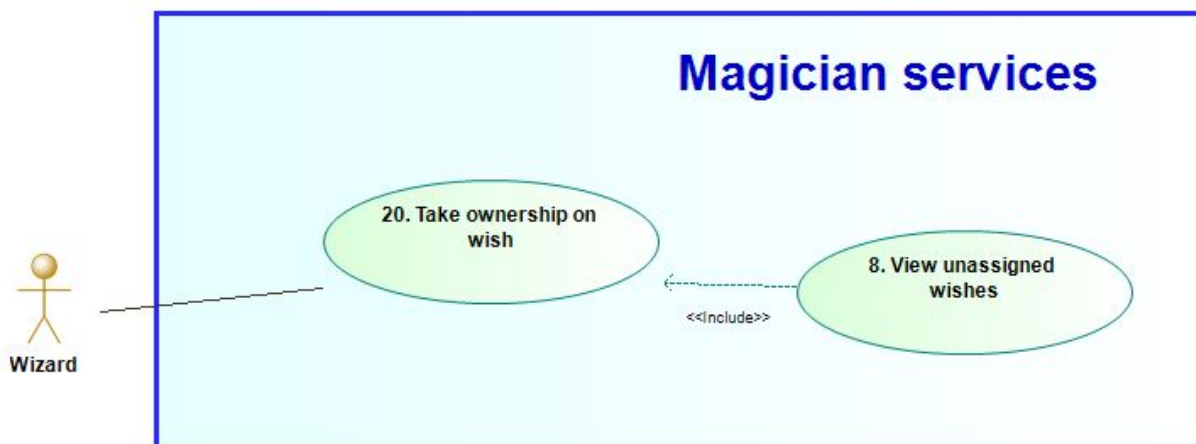 Magician services
20. Take ownership on
wish
8. View unassigned
wishes
<<Include>>
Wizard